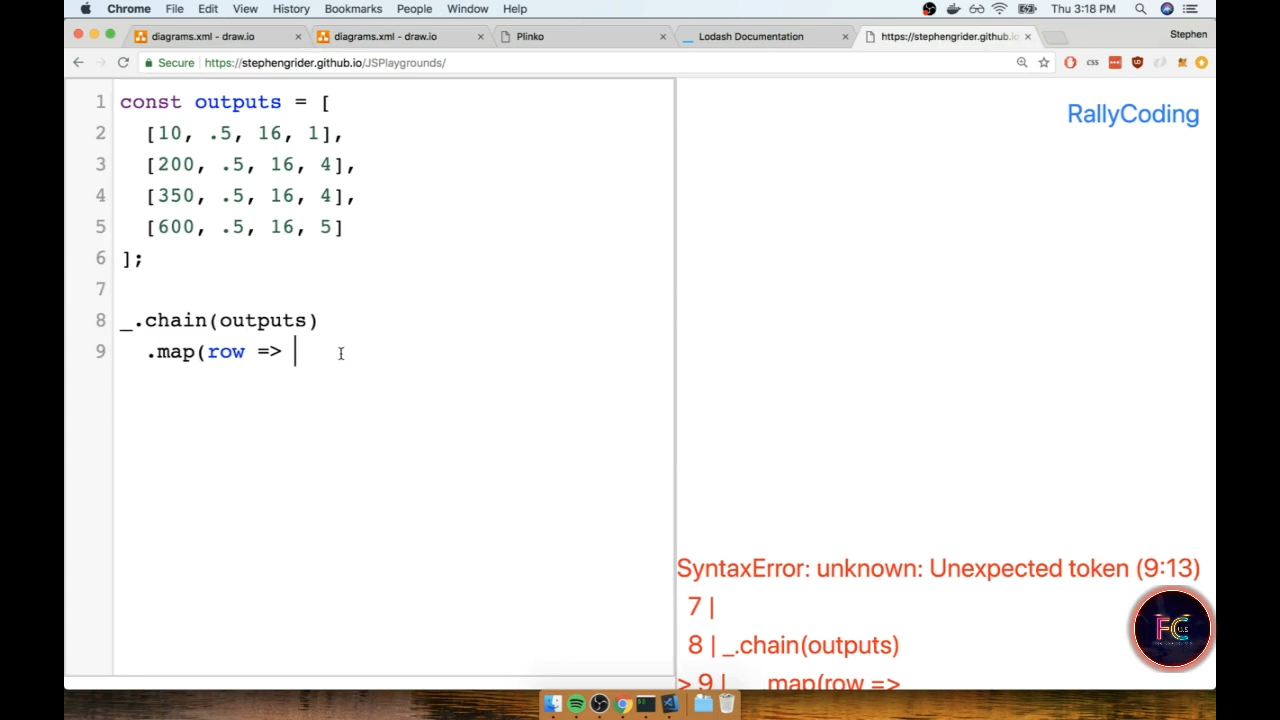 Chrome File Edit View History Bookmarks People Window Help Thu 3:18 PM
diagrams.xml - draw.io diagrams.xml - draw.io Plinko Lodash Documentation https://stephengrider.github.io Stephen
Secure https://stephengrider.github.io/JSPlaygrounds/
1 const outputs = [
2 [10, .5, 16, 1],
3 [200, .5, 16, 4],
4 [350, .5, 16, 4],
5 [600, .5, 16, 5]
6 ];
7
8 _.chain(outputs)
9 .map(row =>
RallyCoding
SyntaxError: unknown: Unexpected token (9:13)
7 |
8 | _.chain(outputs)
> 9 | .map(row =>
FC